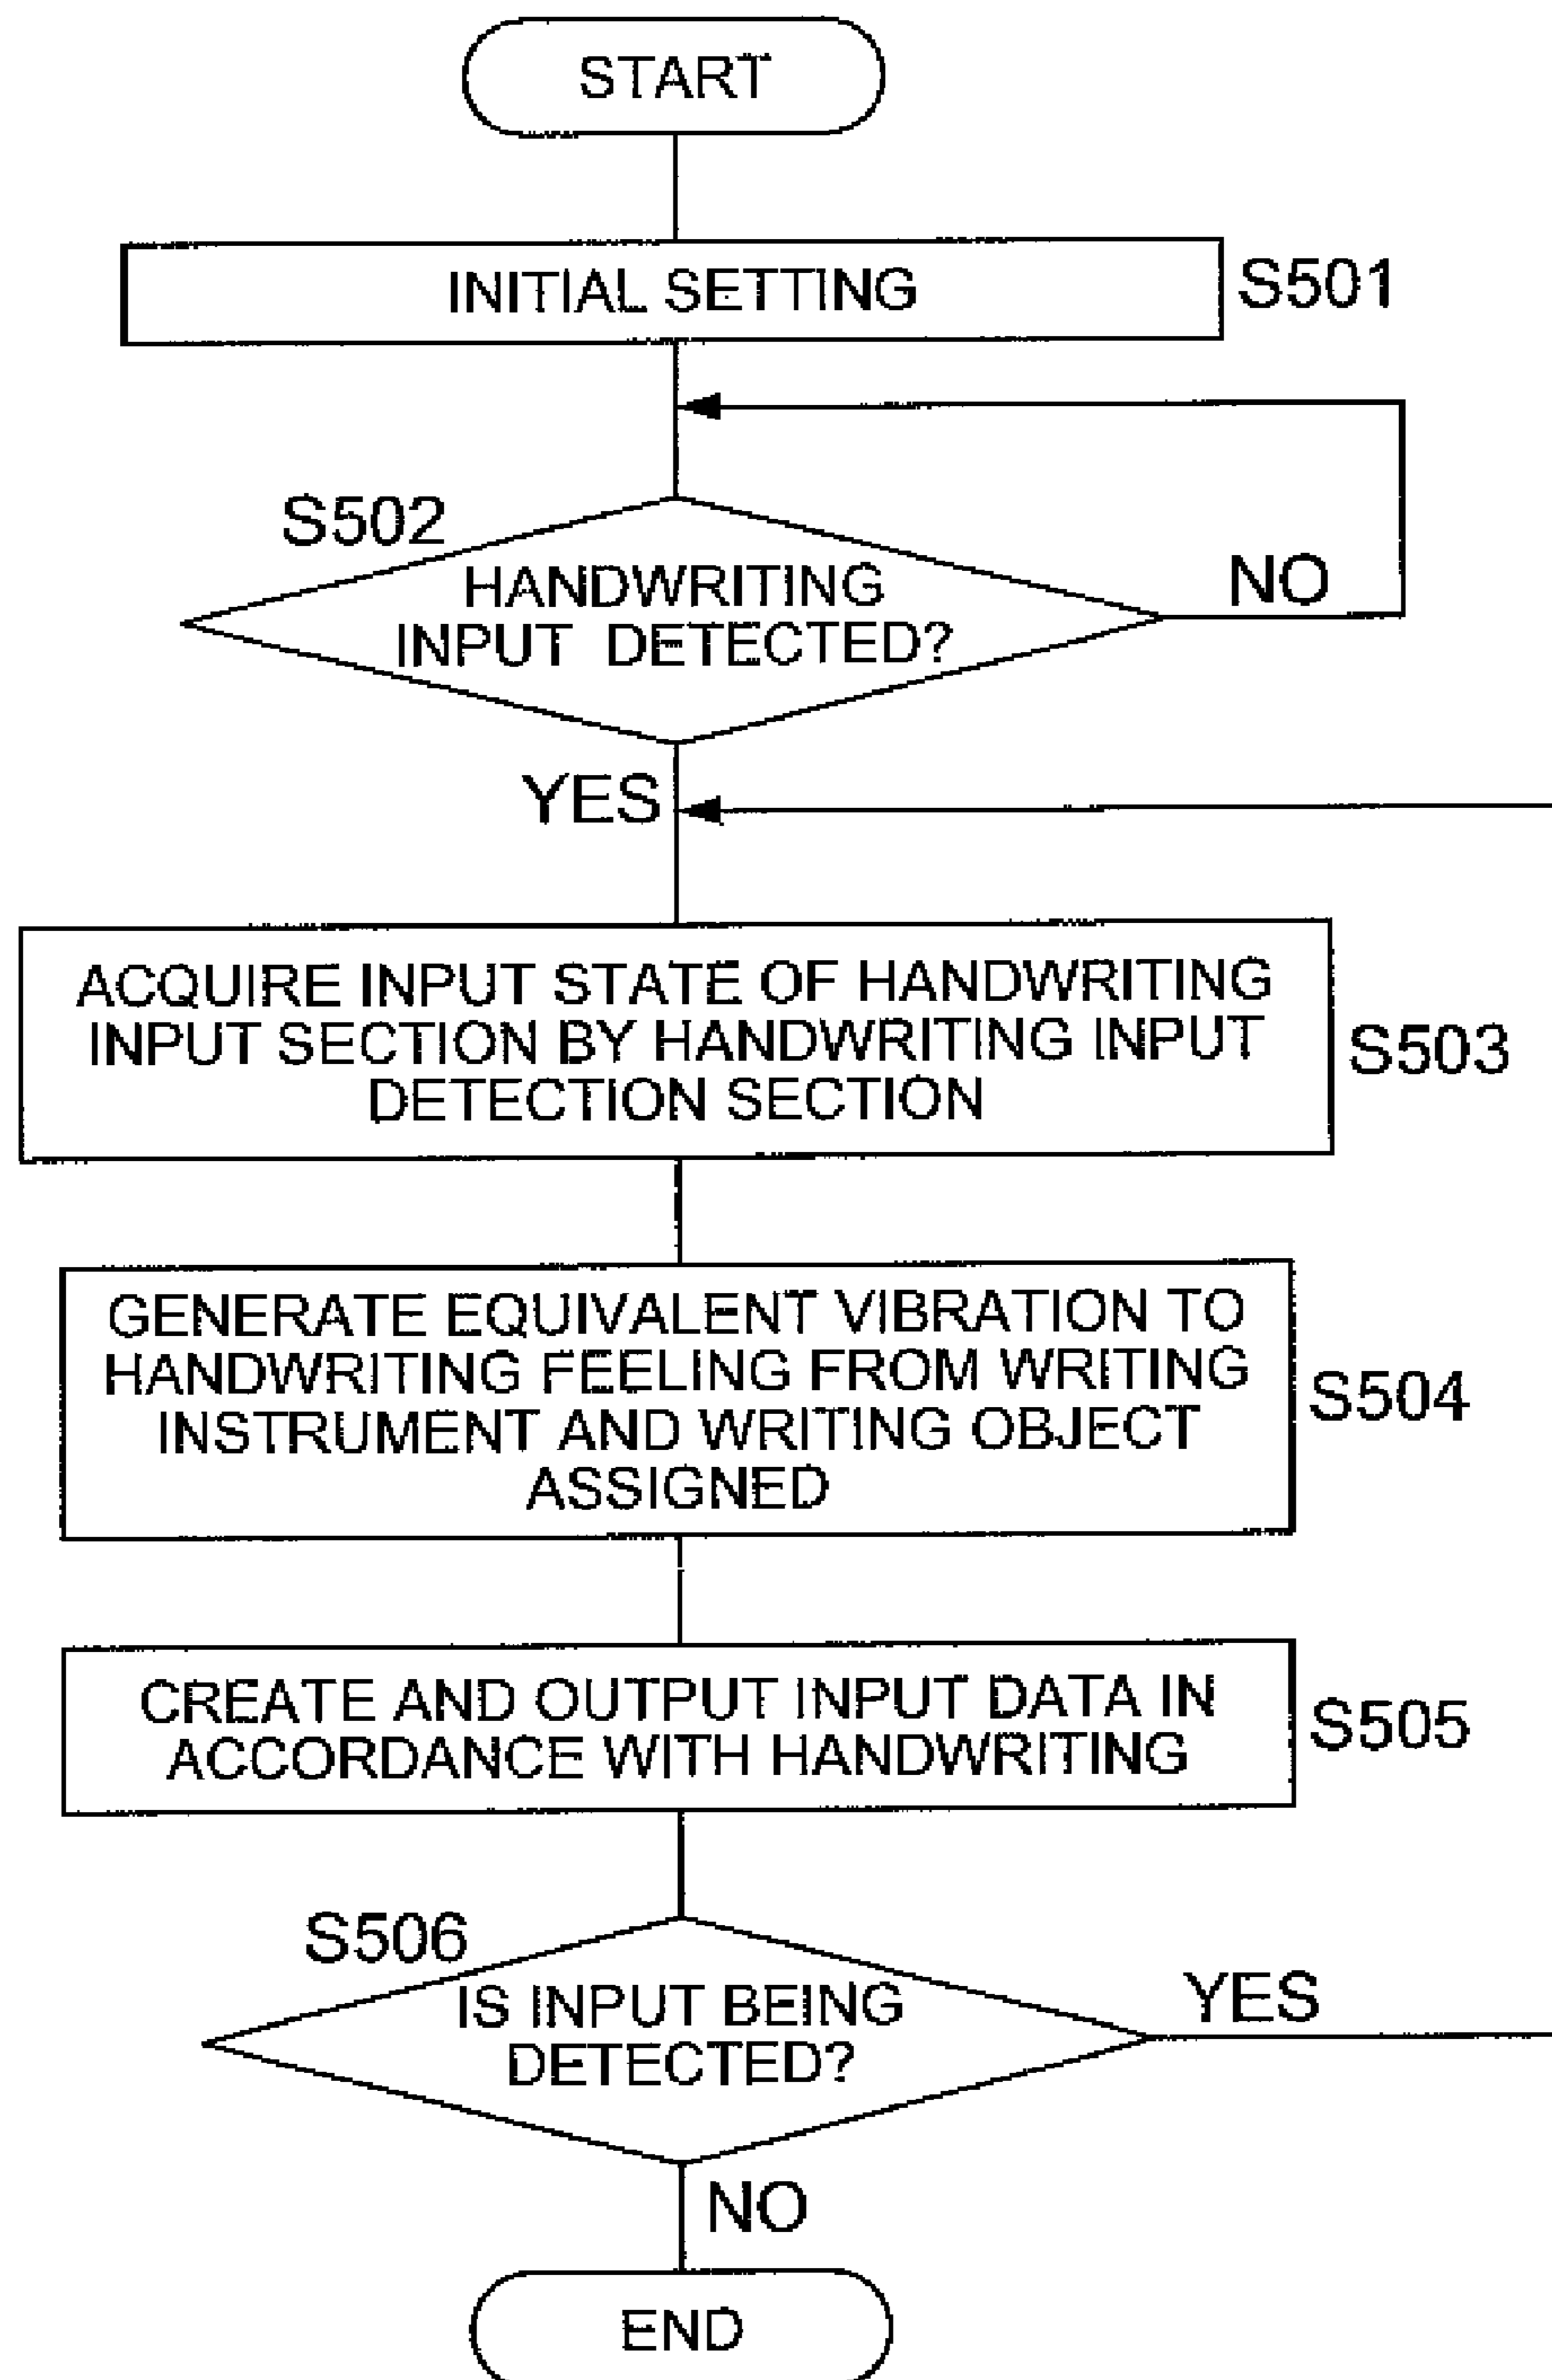 START
INITIAL SETTING
S501
S502
HANDWRITING
INPUT DETECTED?
NO
YES
ACQUIRE INPUT STATE OF HANDWRITING
INPUT SECTION BY HANDWRITING INPUT
DETECTION SECTION
S503
GENERATE EQUIVALENT VIBRATION TO
HANDWRITING FEELING FROM WRITING
INSTRUMENT AND WRITING OBJECT
ASSIGNED
S504
CREATE AND OUTPUT INPUT DATA IN
ACCORDANCE WITH HANDWRITING
S505
S506
IS INPUT BEING
DETECTED?
YES
NO
END